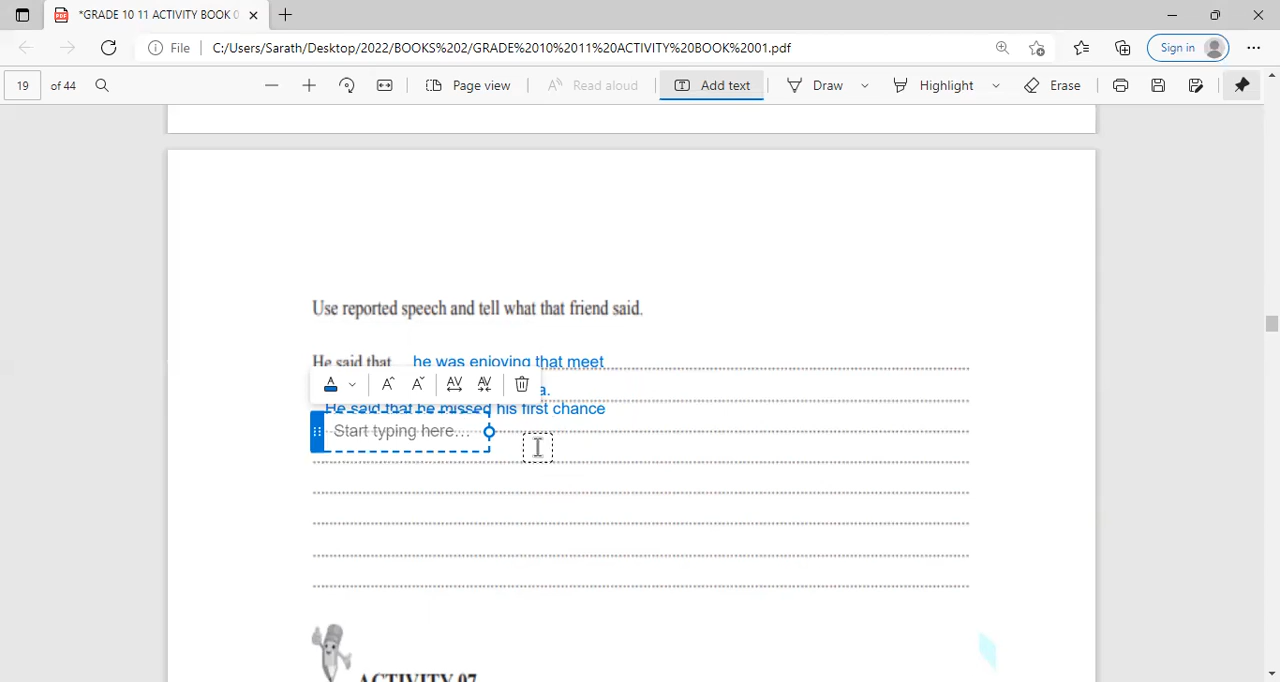 *GRADE 10 11 ACTIVITY BOOK 0
File
C:/Users/Sarath/Desktop/2022/BOOKS%202/GRADE%2010%2011%20ACTIVITY%20BOOK%2001.pdf
Sign in
19 of 44
Page view
Read aloud
Add text
Draw
Highlight
Erase
Use reported speech and tell what that friend said.
He said that he was enjoying that meet
a.
He said that he missed his first chance
Start typing here...
ACTIVITY 07